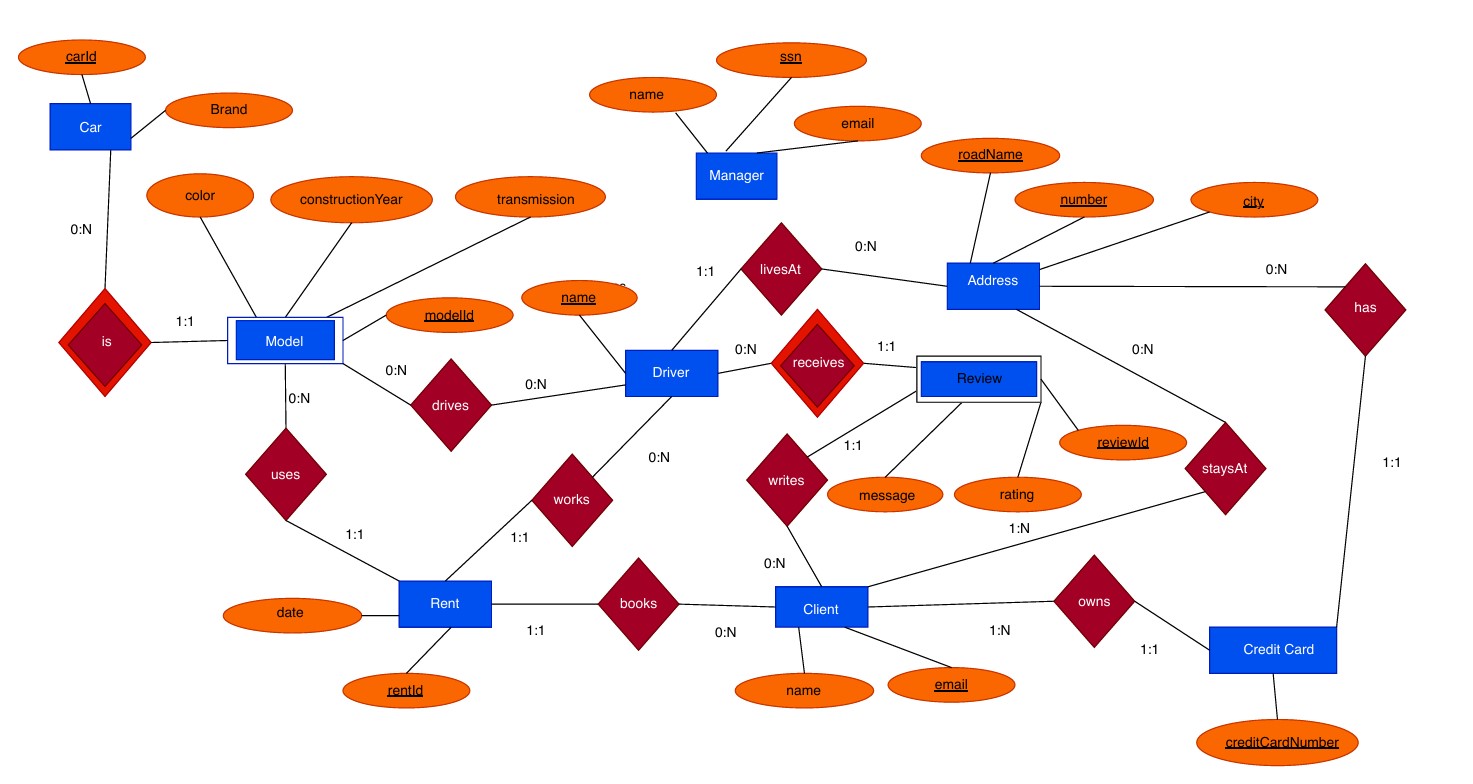 carId
Brand
Car
ssn
name
email
Manager
roadName
number
city
color
constructionYear
transmission
0:N
livesAt
0:N
1:1
Address
0:N
has
name
modelId
is
1:1
Model
0:N
drives
0:N
Driver
0:N
receives
1:1
Review
0:N
0:N
uses
works
0:N
writes
1:1
reviewId
message
rating
staysAt
1:1
1:1
1:1
1:N
0:N
date
Rent
1:1
books
0:N
Client
1:N
owns
1:1
Credit Card
rentId
name
email
creditCardNumber